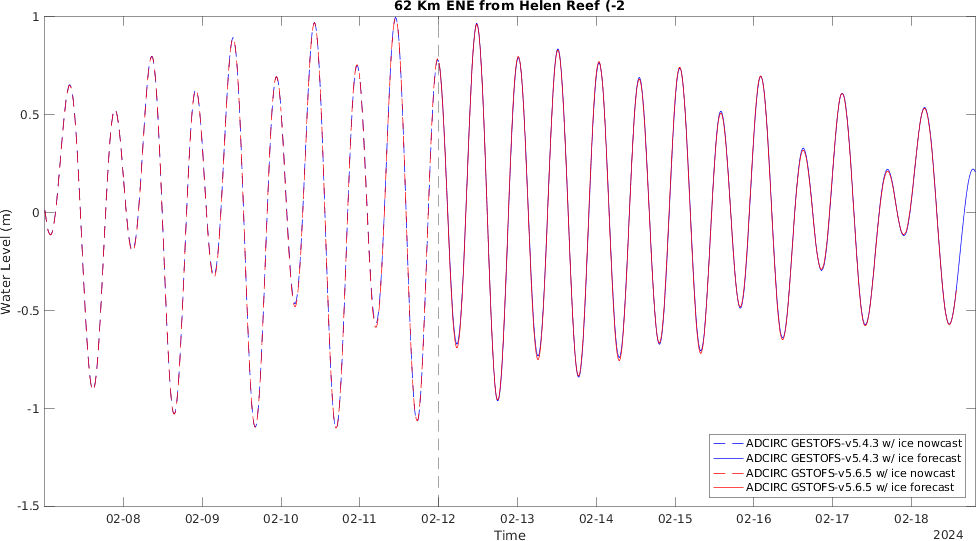 62 Km ENE from Helen Reef (-2
1
0.5
0
-0.5
-1
-1.5
Water Level (m)
ADCIRC GESTOFS-v5.4.3 w/ ice nowcast
ADCIRC GESTOFS-v5.4.3 w/ ice forecast
ADCIRC GSTOFS-v5.6.5 w/ ice nowcast
ADCIRC GSTOFS-v5.6.5 w/ ice forecast
02-08 02-09 02-10 02-11 02-12 02-13 02-14 02-15 02-16 02-17 02-18
Time
2024